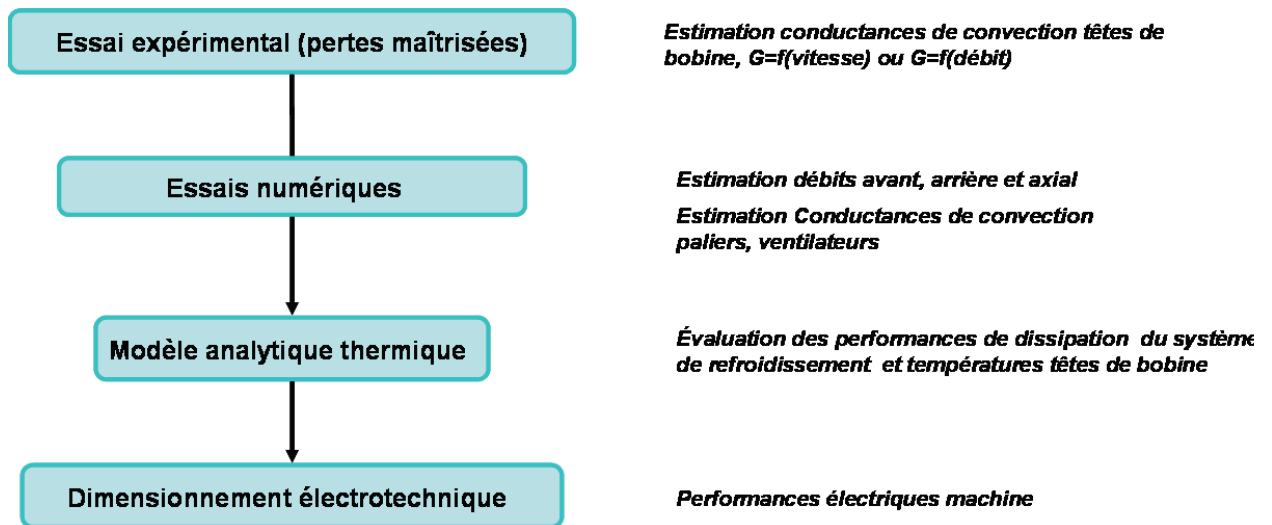 Essai expérimental (pertes maîtrisées)
Estimation conductances de convection têtes de
bobine, G=f(vitesse) ou G=f(débit)
Essais numériques
Estimation débits avant, arrière et axial
Estimation Conductances de convection
paliers, ventilateurs
Modèle analytique thermique
Évaluation des performances de dissipation du système
de refroidissement et températures têtes de bobine
Dimensionnement électrotechnique
Performances électriques machine